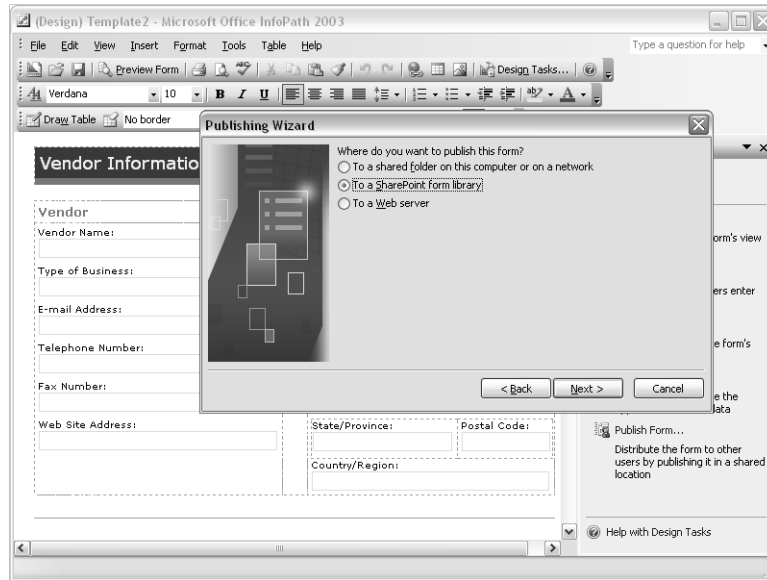 (Design) Template2 - Microsoft Office InfoPath 2003
File Edit View Insert Format Tools Table Help
Type a question for help
Preview Form
Design Tasks...
Verdana 10 B I U
Draw Table No border
Publishing Wizard
Where do you want to publish this form?
To a shared folder on this computer or on a network
To a SharePoint form library
To a Web server
< Back Next > Cancel
Vendor Informatio
Vendor
Vendor Name:
Type of Business:
E-mail Address:
Telephone Number:
Fax Number:
Web Site Address:
State/Province: Postal Code:
Country/Region:
orm's view
ers enter
e form's
e the
data
Publish Form...
Distribute the form to other
users by publishing it in a shared
location
Help with Design Tasks